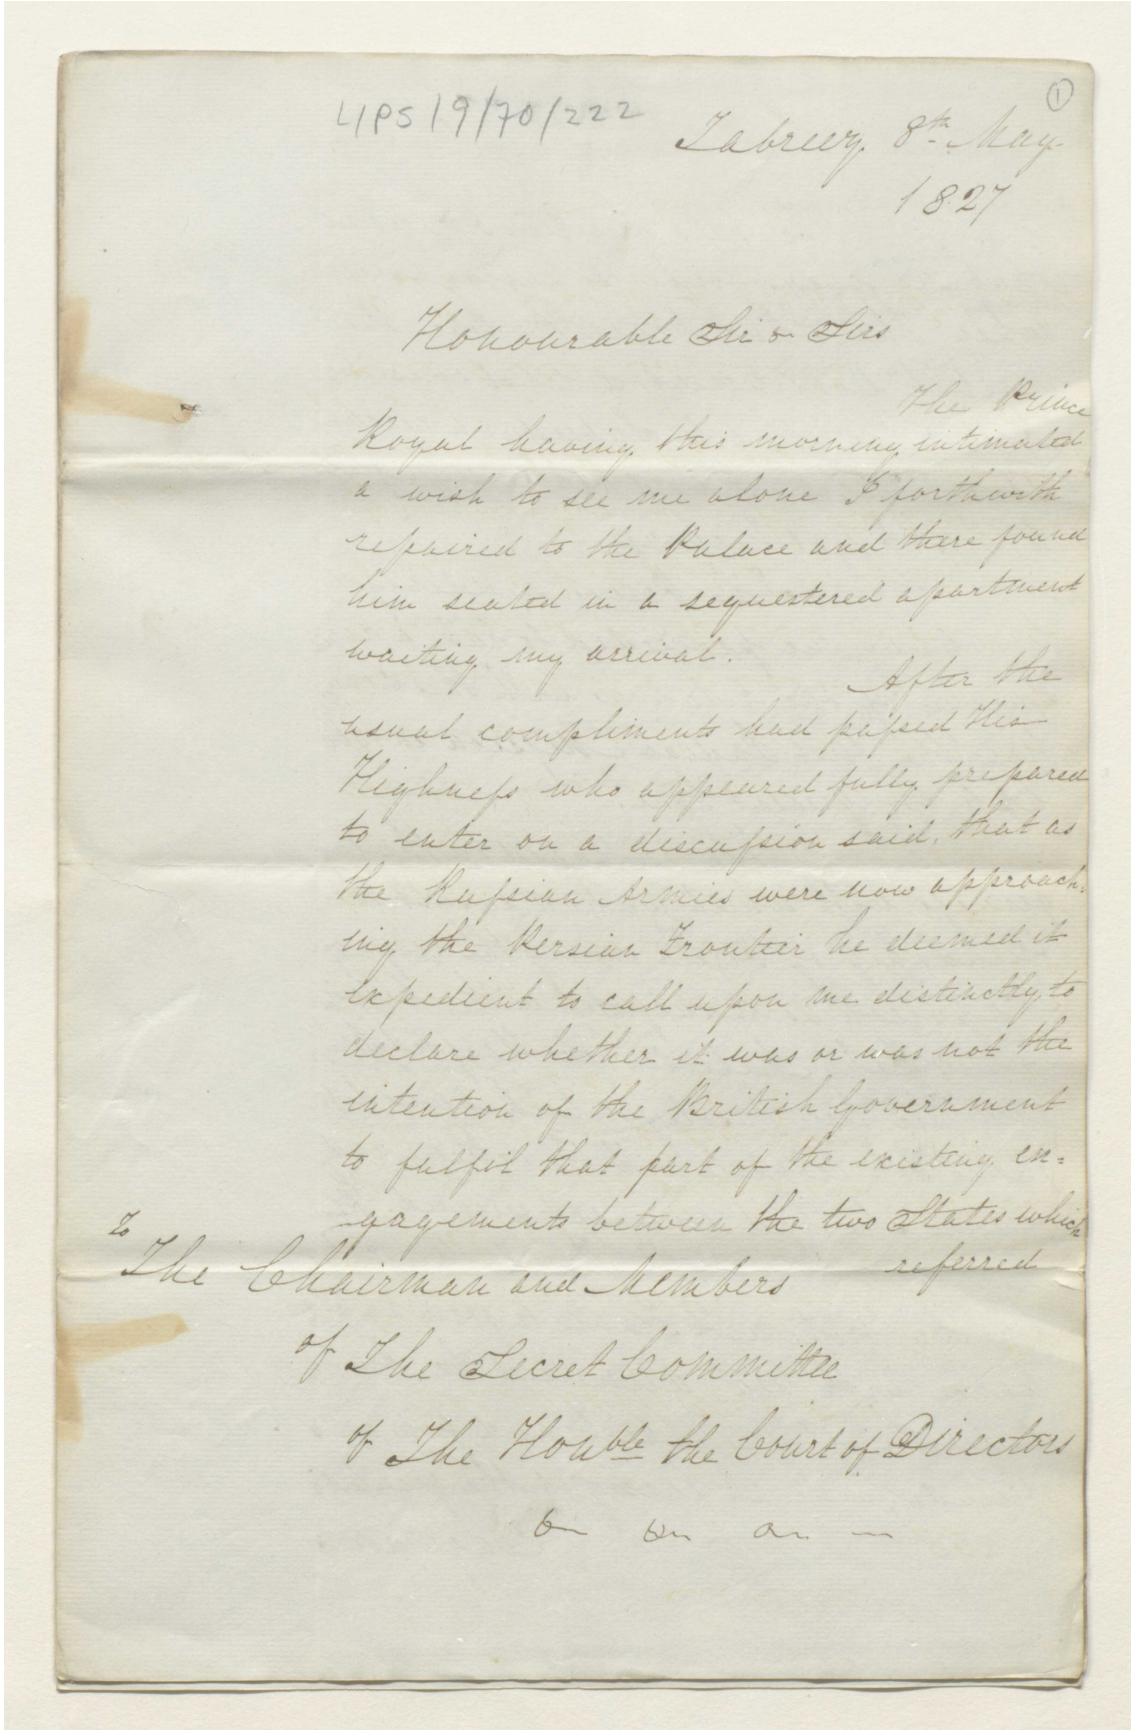 L/PS/9/70/222
①
Tabreez, 8th May
1827
Honourable Sir & Sirs
The Prince
Royal having this morning intimated
a wish to see me alone I forthwith
repaired to the Palace and there found
him seated in a sequestered apartment
waiting my arrival.
After the
usual compliments had passed His
Highness who appeared fully prepared
to enter on a discussion said, that as
the Russian Armies were now approach=
ing the Persian Frontier he deemed it
expedient to call upon me distinctly to
declare whether it was or was not the
intention of the British Government
to fulfil that part of the existing en=
gagements between the two States which
referred
To
The Chairman and Members
of The Secret Committee
of The Honble the Court of Directors
&c &c &c